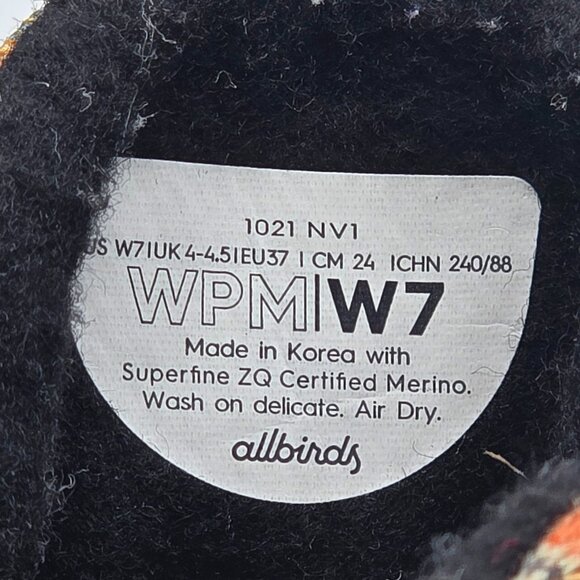 1021 NV1
US W7|UK 4-4.5|EU37 | CM 24 |CHN 240/88
WPM|W7
Made in Korea with
Superfine ZQ Certified Merino.
Wash on delicate. Air Dry.
allbirds